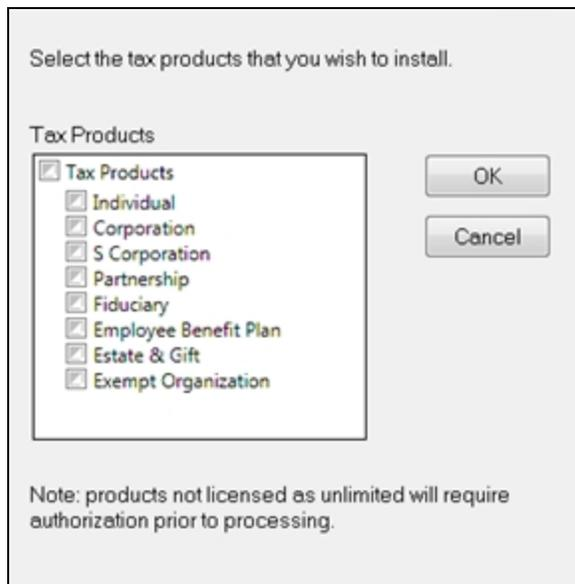 Select the tax products that you wish to install.
Tax Products
Tax Products
Individual
Corporation
S Corporation
Partnership
Fiduciary
Employee Benefit Plan
Estate & Gift
Exempt Organization
OK
Cancel
Note: products not licensed as unlimited will require
authorization prior to processing.